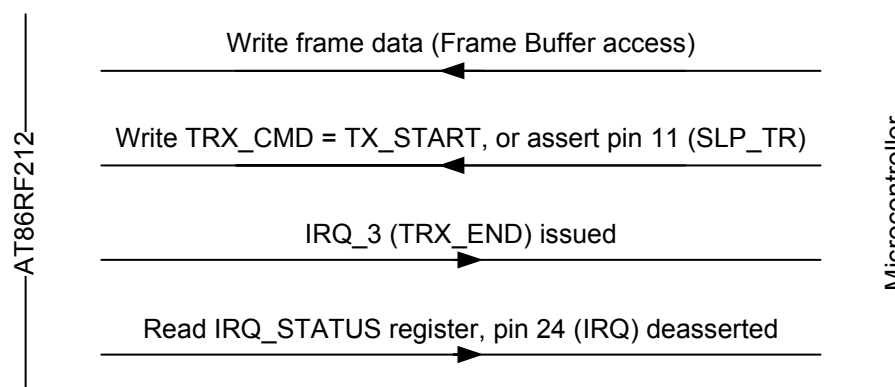 Write frame data (Frame Buffer access)
Write TRX_CMD = TX_START, or assert pin 11 (SLP_TR)
IRQ_3 (TRX_END) issued
Read IRQ_STATUS register, pin 24 (IRQ) deasserted
AT86RF212
Microcontroller